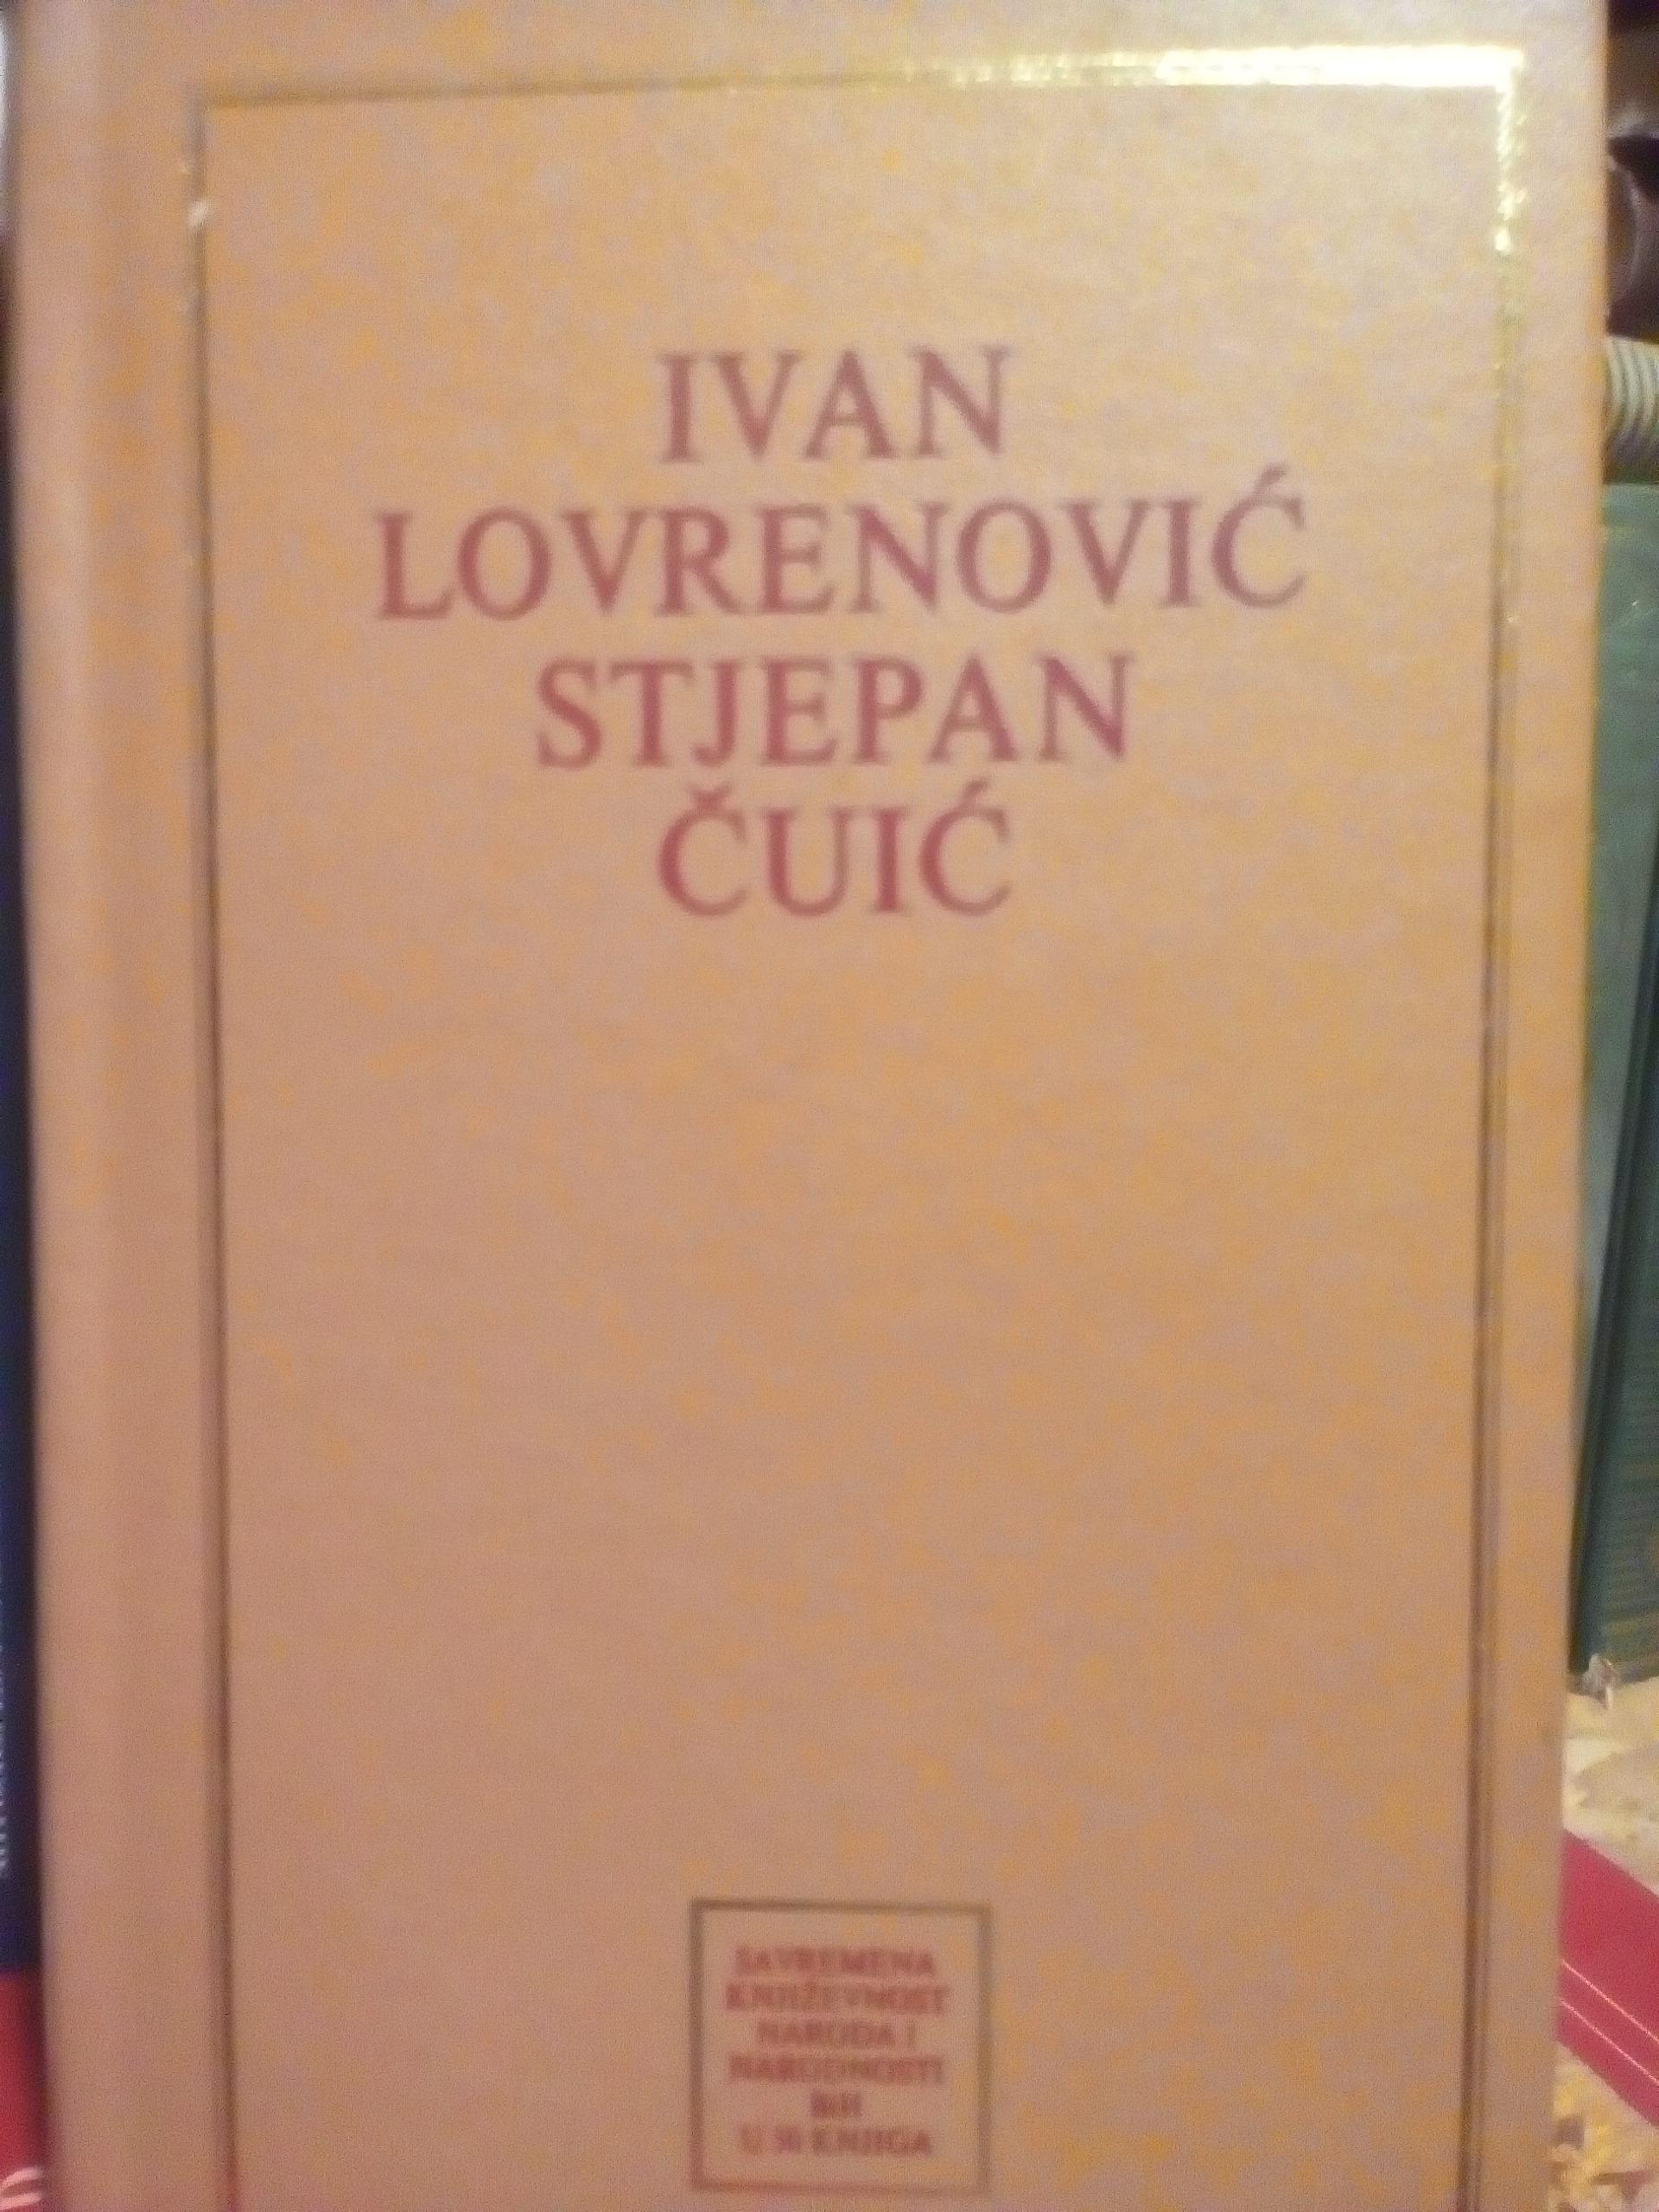 IVAN
LOVRENOVIĆ
STJEPAN
ČUIĆ
SAVREMENA
KNJIŽEVNOST
NARODA I
NARODNOSTI
BiH
U 50 KNJIGA